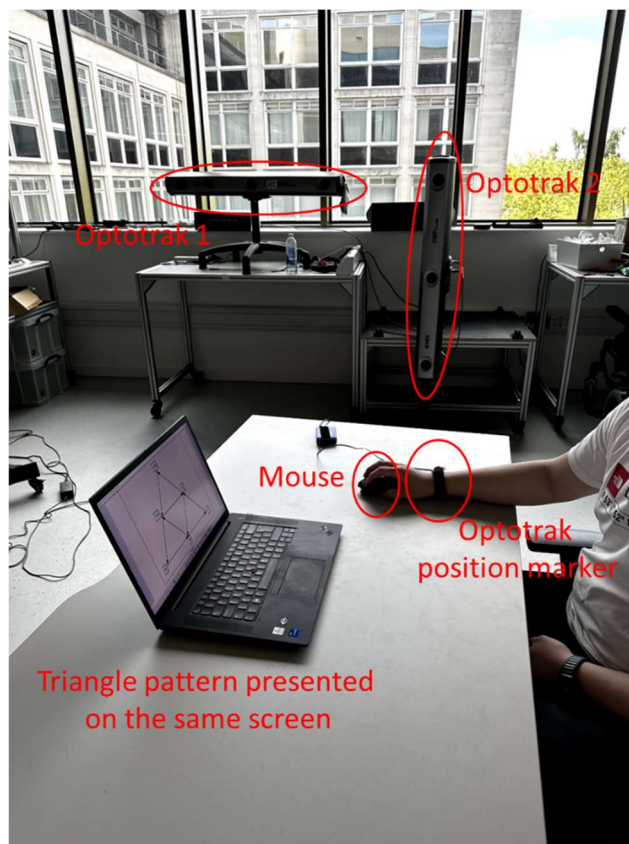 Optotrak 2
Optotrak 1
Mouse
Optotrak
position marker
Triangle pattern presented
on the same screen